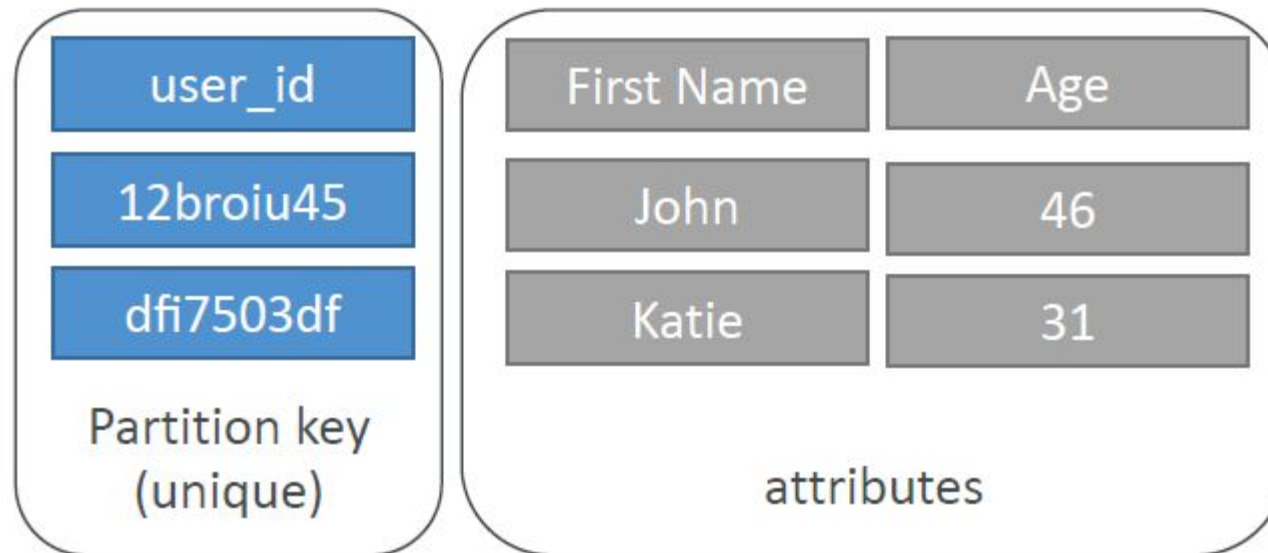 user_id
First Name
Age
12broiu45
John
46
dfi7503df
Katie
31
Partition key
(unique)
attributes